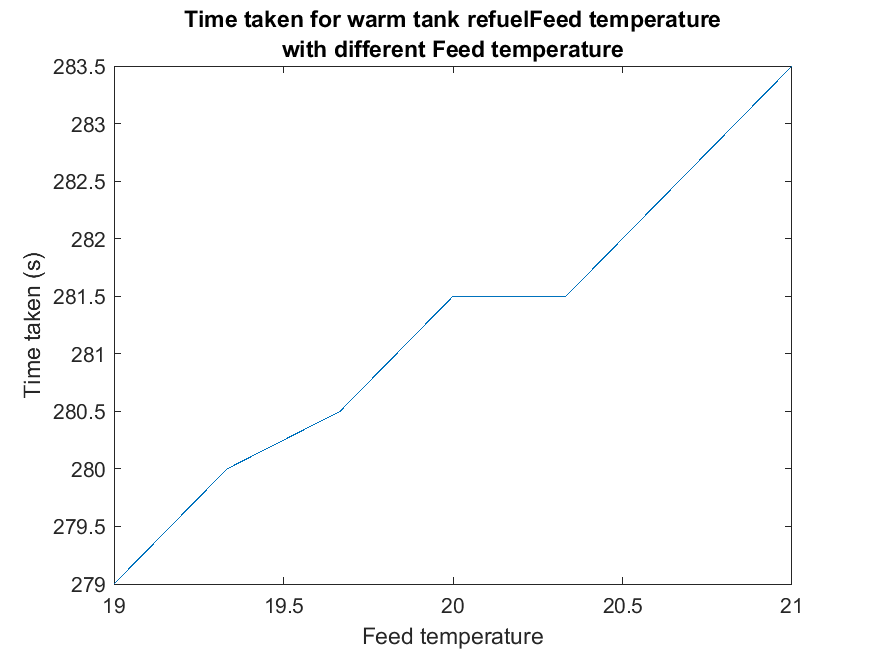 Time taken for warm tank refuelFeed temperature
with different Feed temperature
283.5
283
282.5
282
281.5
281
280.5
280
279.5
279
Time taken (s)
19 19.5 20 20.5 21
Feed temperature